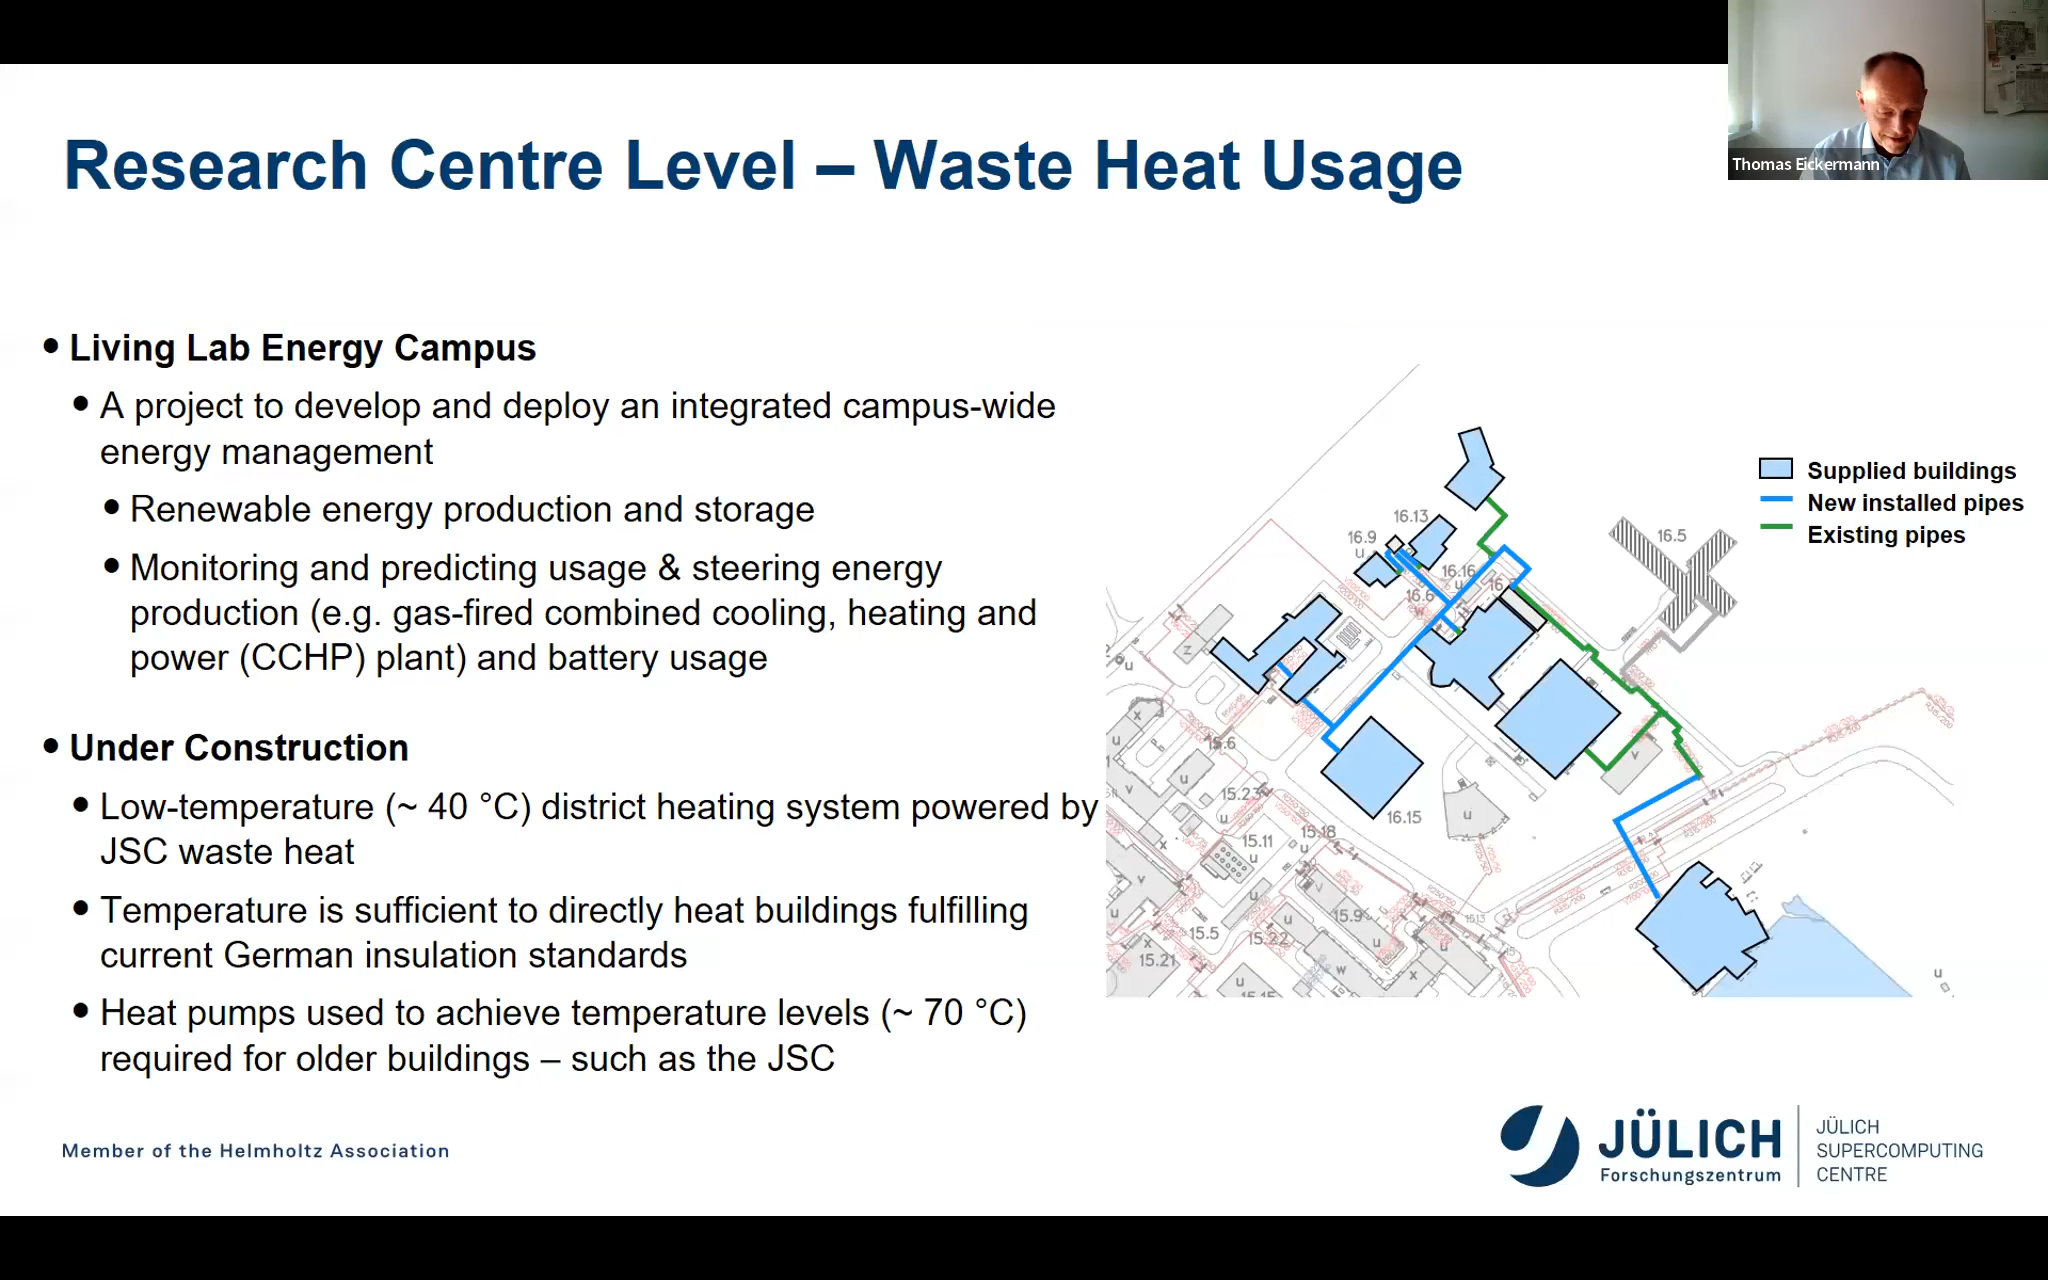 Thomas Eickermann
Research Centre Level – Waste Heat Usage
• Living Lab Energy Campus
• A project to develop and deploy an integrated campus-wide
energy management
• Renewable energy production and storage
• Monitoring and predicting usage & steering energy
production (e.g. gas-fired combined cooling, heating and
power (CCHP) plant) and battery usage
• Under Construction
• Low-temperature (~ 40 °C) district heating system powered by
JSC waste heat
• Temperature is sufficient to directly heat buildings fulfilling
current German insulation standards
• Heat pumps used to achieve temperature levels (~ 70 °C)
required for older buildings – such as the JSC
Supplied buildings
New installed pipes
Existing pipes
16.13
16.9
u
16.5
16.16
u
16.6
z
u
x
u
15.6
u
v
15.23
u
v
16.15
u
15.18
15.11
u
u
v
v
u
u
15.9
15.5
15.22
u
u
x
15.21
w
x
u
u
Member of the Helmholtz Association
JÜLICH
Forschungszentrum
JÜLICH
SUPERCOMPUTING
CENTRE